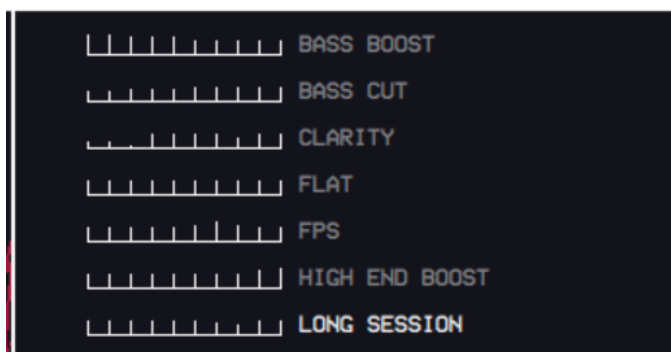 BASS BOOST
BASS CUT
CLARITY
FLAT
FPS
HIGH END BOOST
LONG SESSION